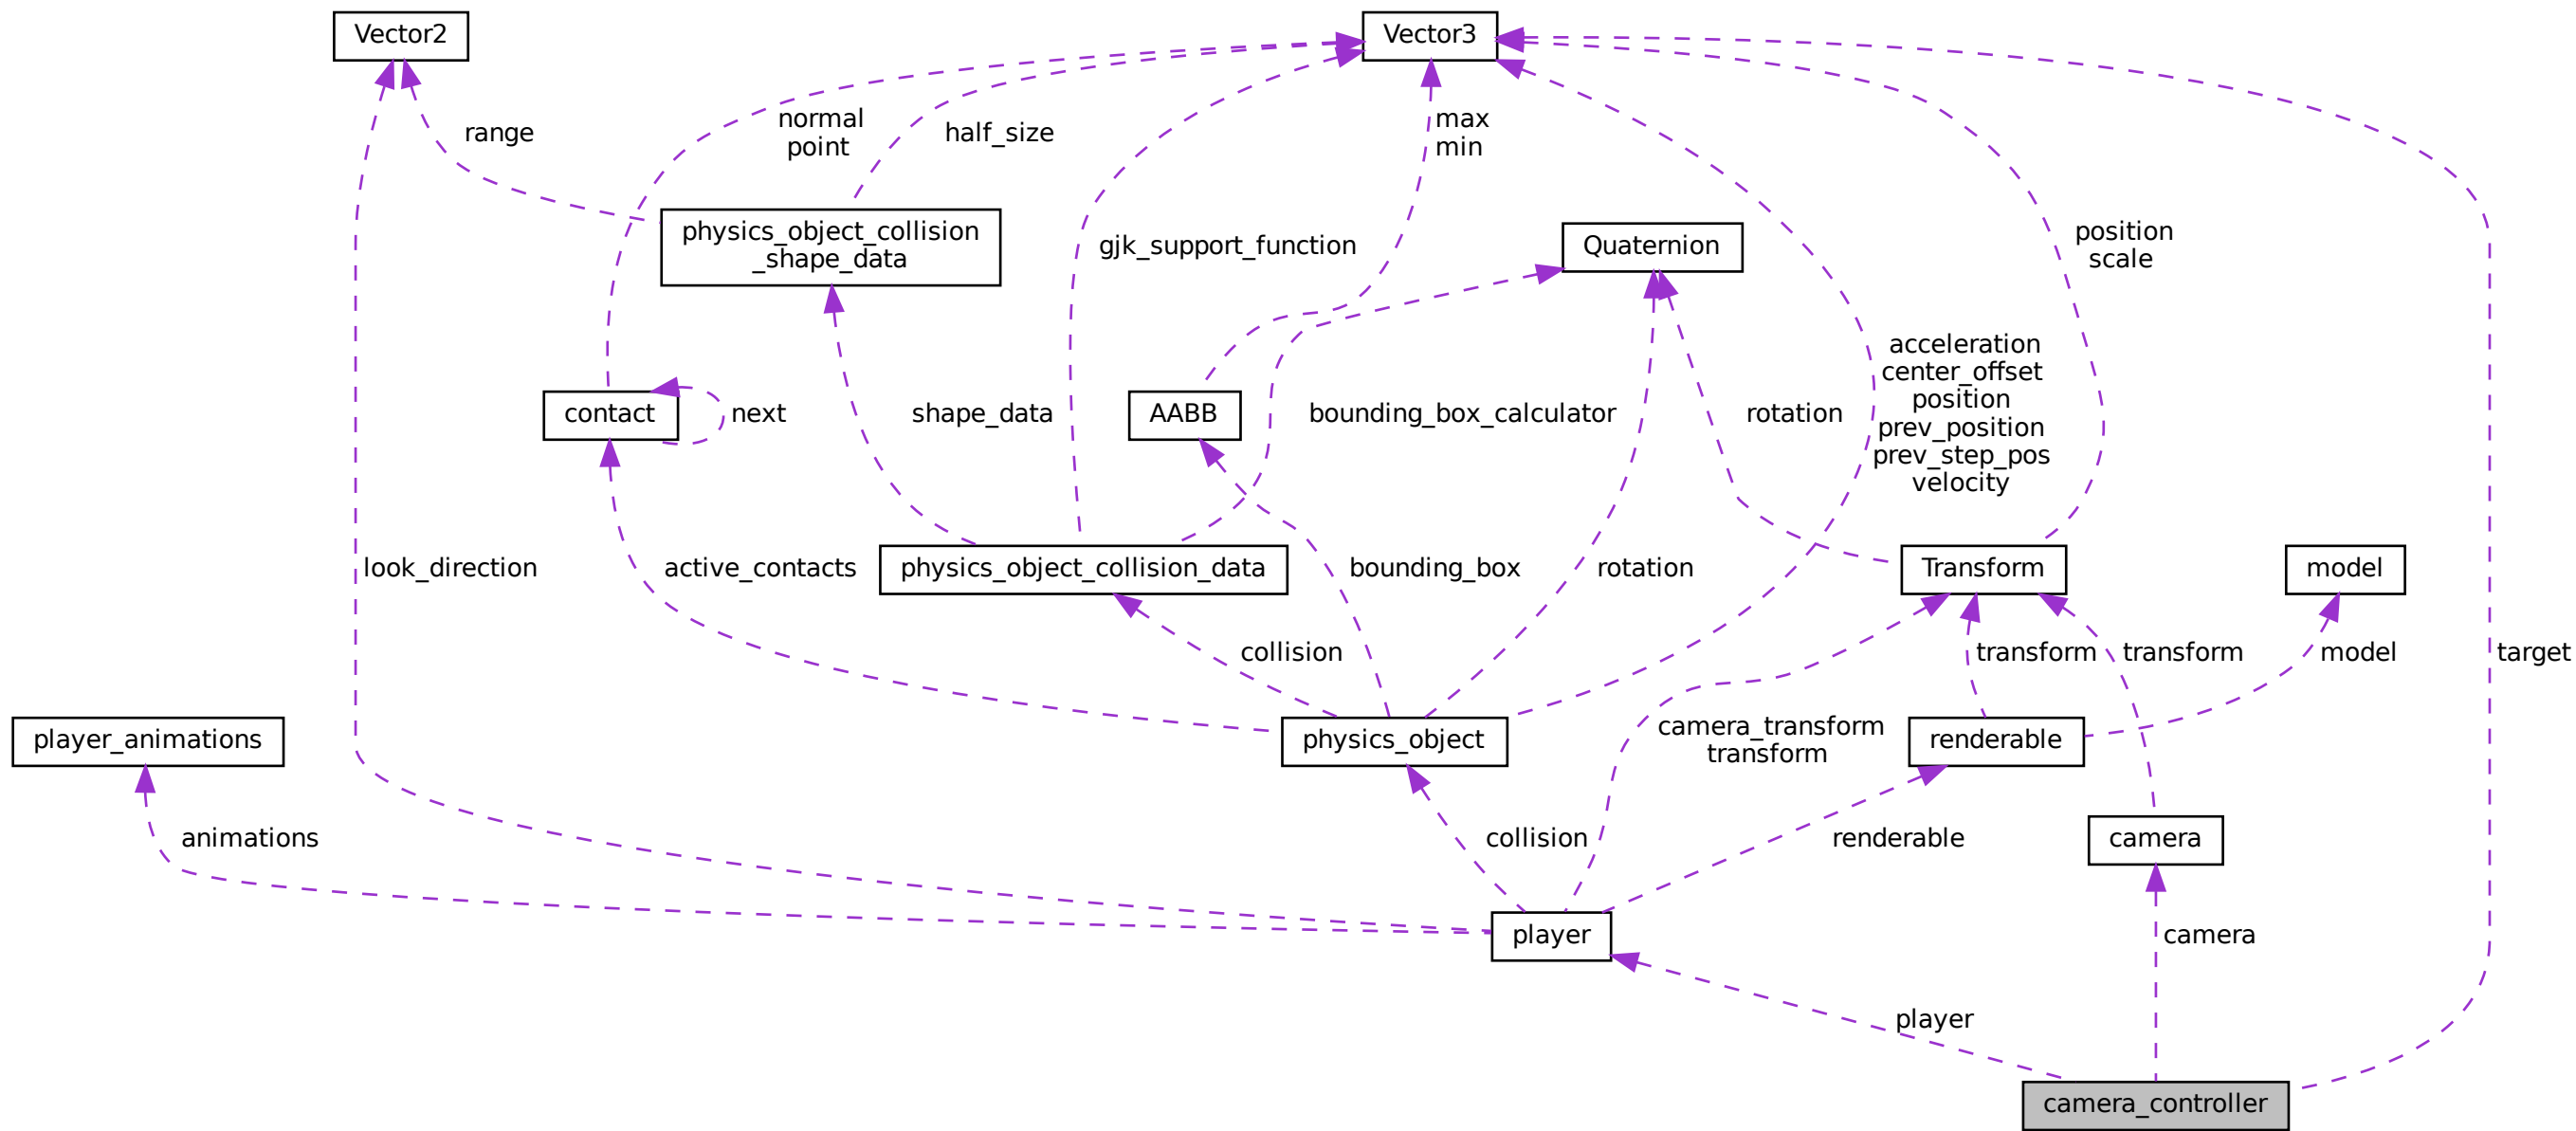 Vector2
Vector3
normal
point
range
half_size
max
min
physics_object_collision
_shape_data
gjk_support_function
Quaternion
position
scale
acceleration
center_offset
position
prev_position
prev_step_pos
velocity
contact
next
shape_data
AABB
bounding_box_calculator
rotation
look_direction
active_contacts
physics_object_collision_data
bounding_box
rotation
Transform
model
collision
transform
transform
model
target
player_animations
physics_object
camera_transform
transform
renderable
animations
collision
renderable
camera
player
camera
player
camera_controller